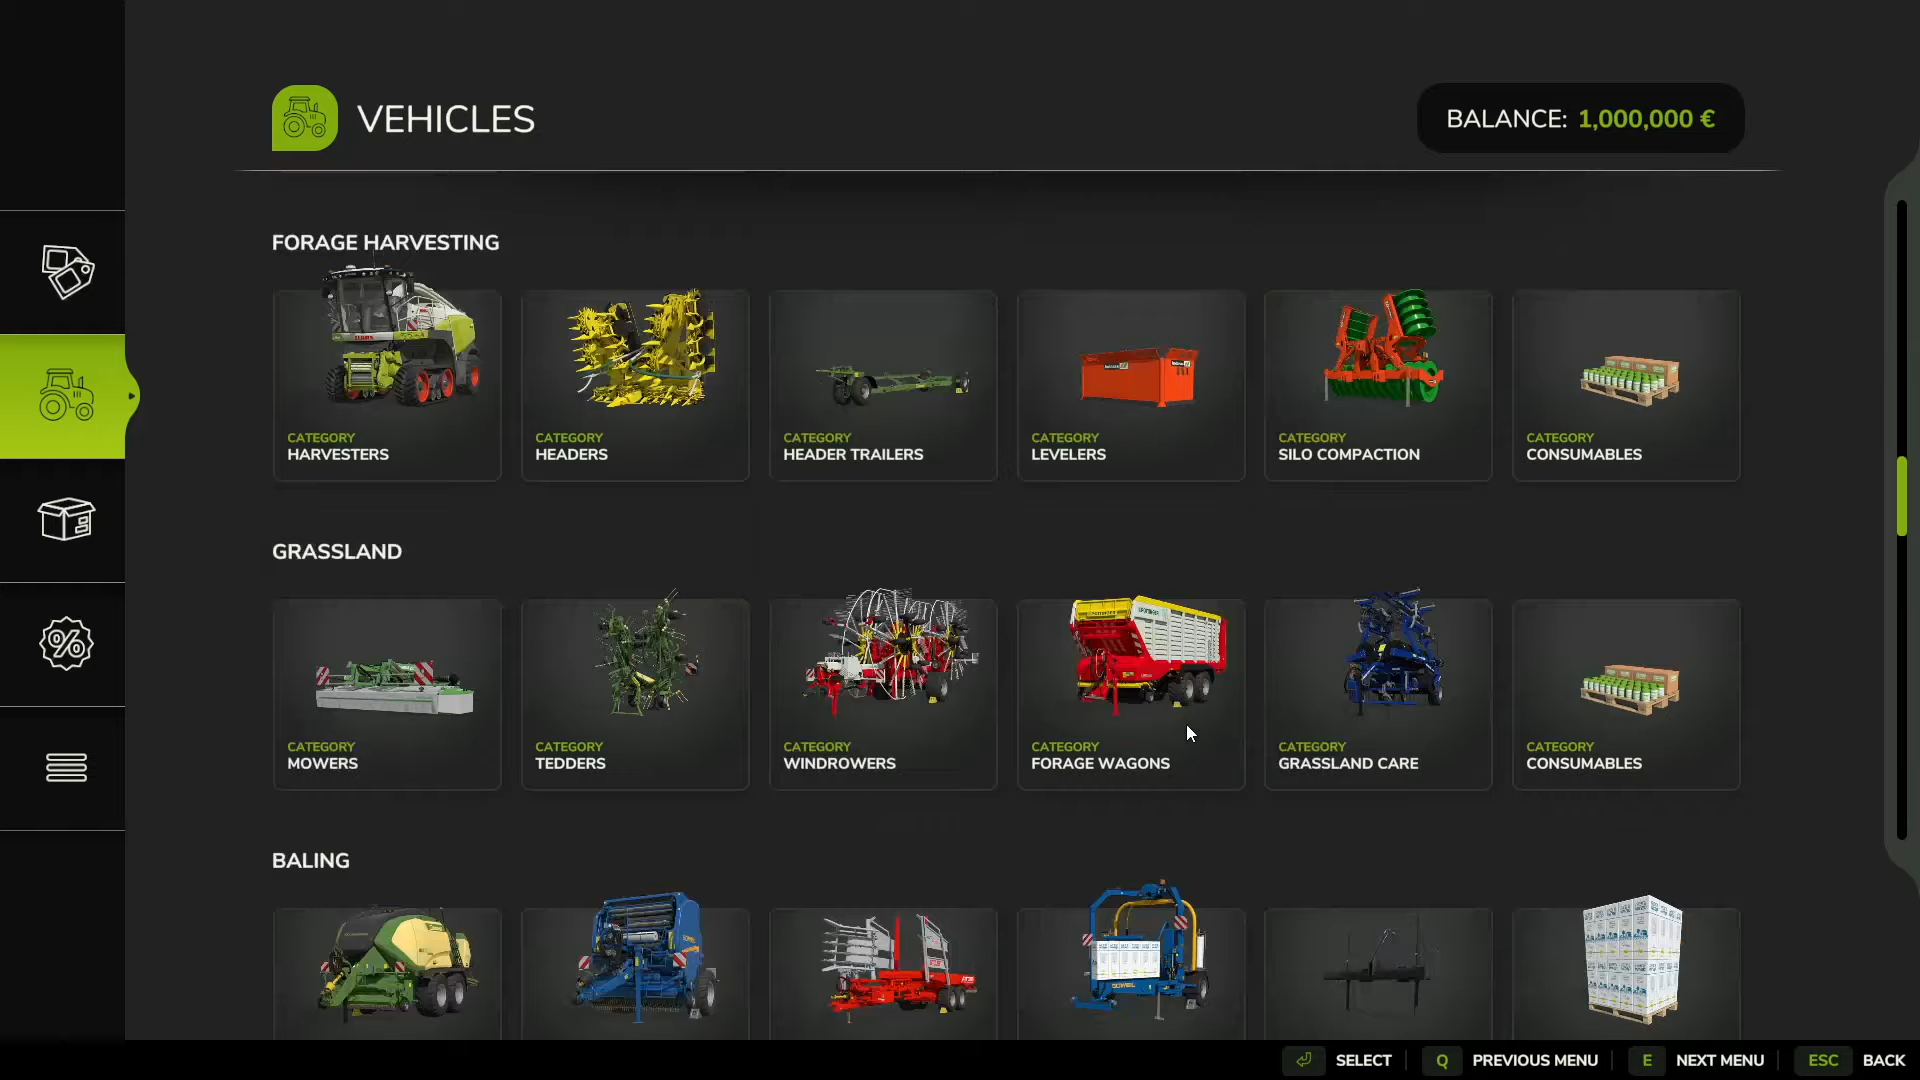 VEHICLES
BALANCE: 1,000,000 €
FORAGE HARVESTING
CATEGORY
HARVESTERS
CATEGORY
HEADERS
CATEGORY
HEADER TRAILERS
CATEGORY
LEVELERS
CATEGORY
SILO COMPACTION
CATEGORY
CONSUMABLES
GRASSLAND
CATEGORY
MOWERS
CATEGORY
TEDDERS
CATEGORY
WINDROWERS
CATEGORY
FORAGE WAGONS
CATEGORY
GRASSLAND CARE
CATEGORY
CONSUMABLES
BALING
SELECT
Q PREVIOUS MENU
E NEXT MENU
ESC BACK